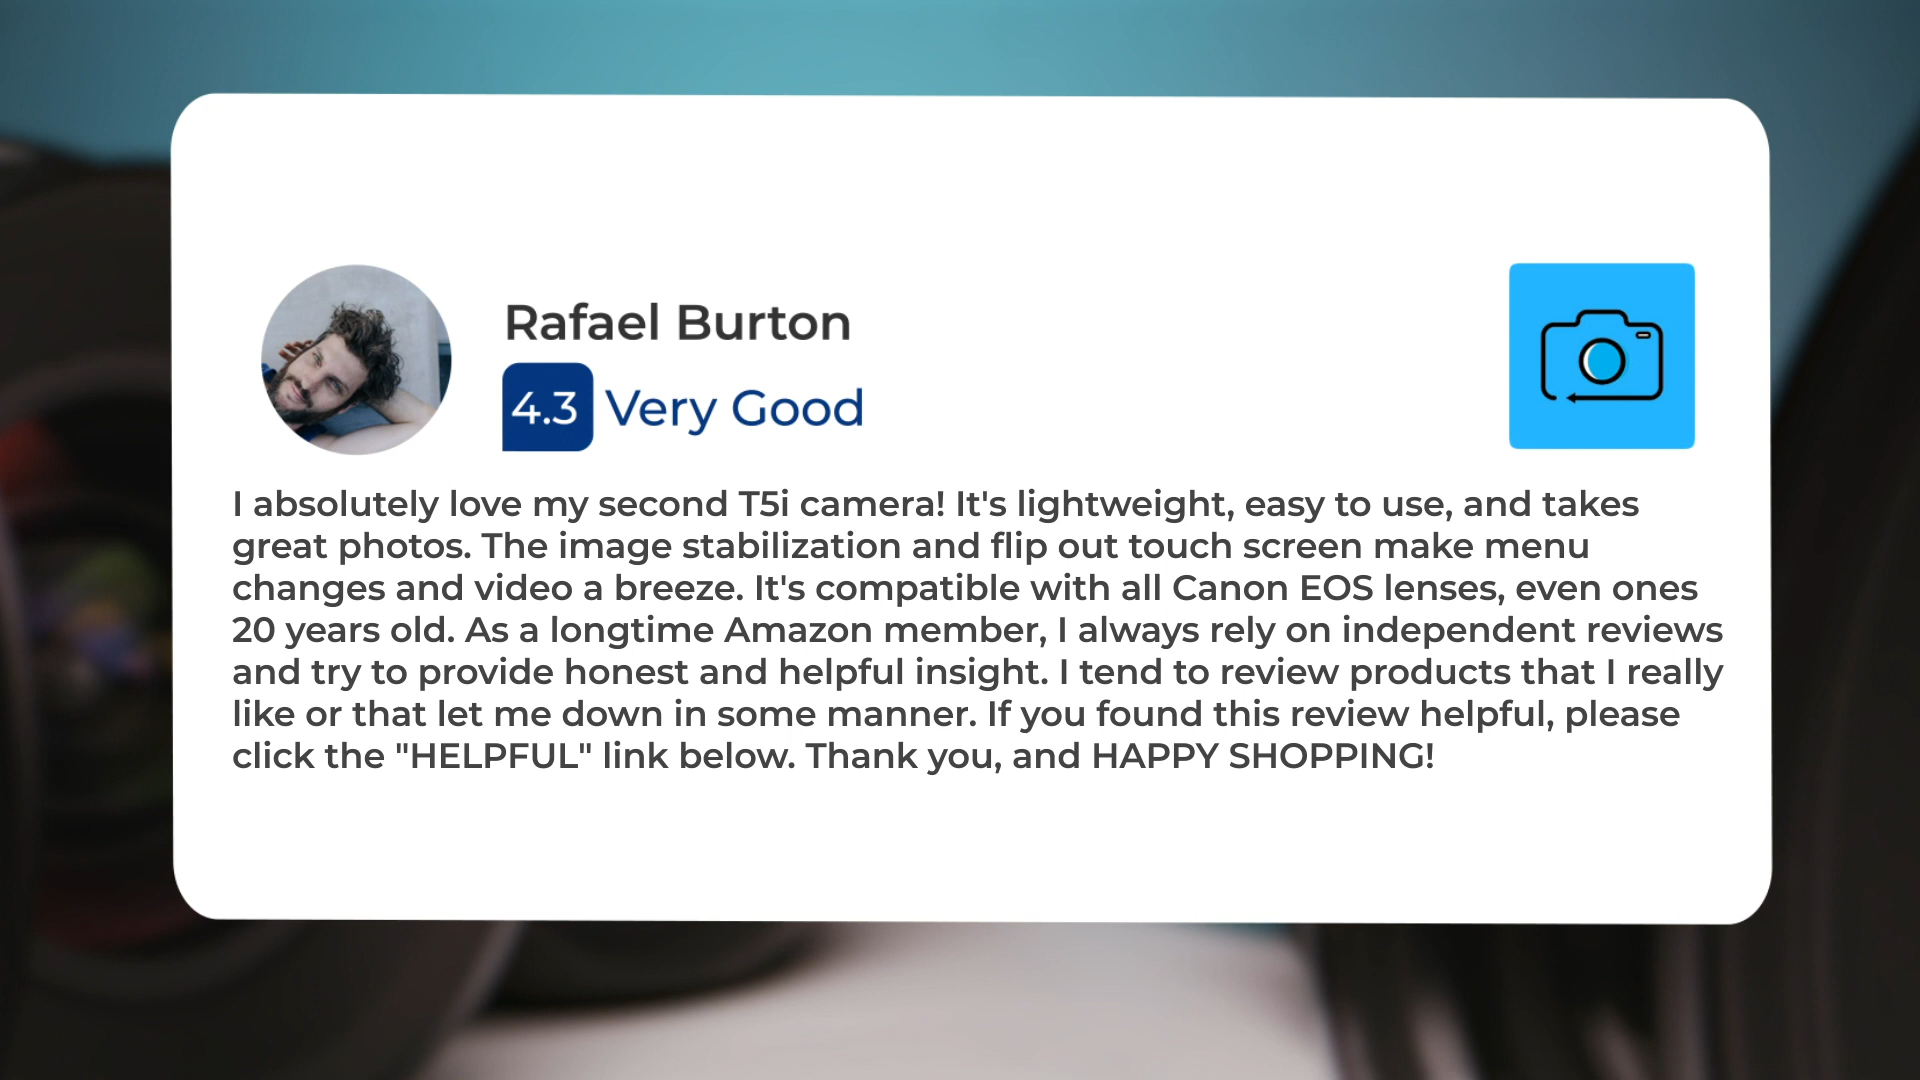 Rafael Burton
4.3 Very Good
I absolutely love my second T5i camera! It's lightweight, easy to use, and takes
great photos. The image stabilization and flip out touch screen make menu
changes and video a breeze. It's compatible with all Canon EOS lenses, even ones
20 years old. As a longtime Amazon member, I always rely on independent reviews
and try to provide honest and helpful insight. I tend to review products that I really
like or that let me down in some manner. If you found this review helpful, please
click the "HELPFUL" link below. Thank you, and HAPPY SHOPPING!